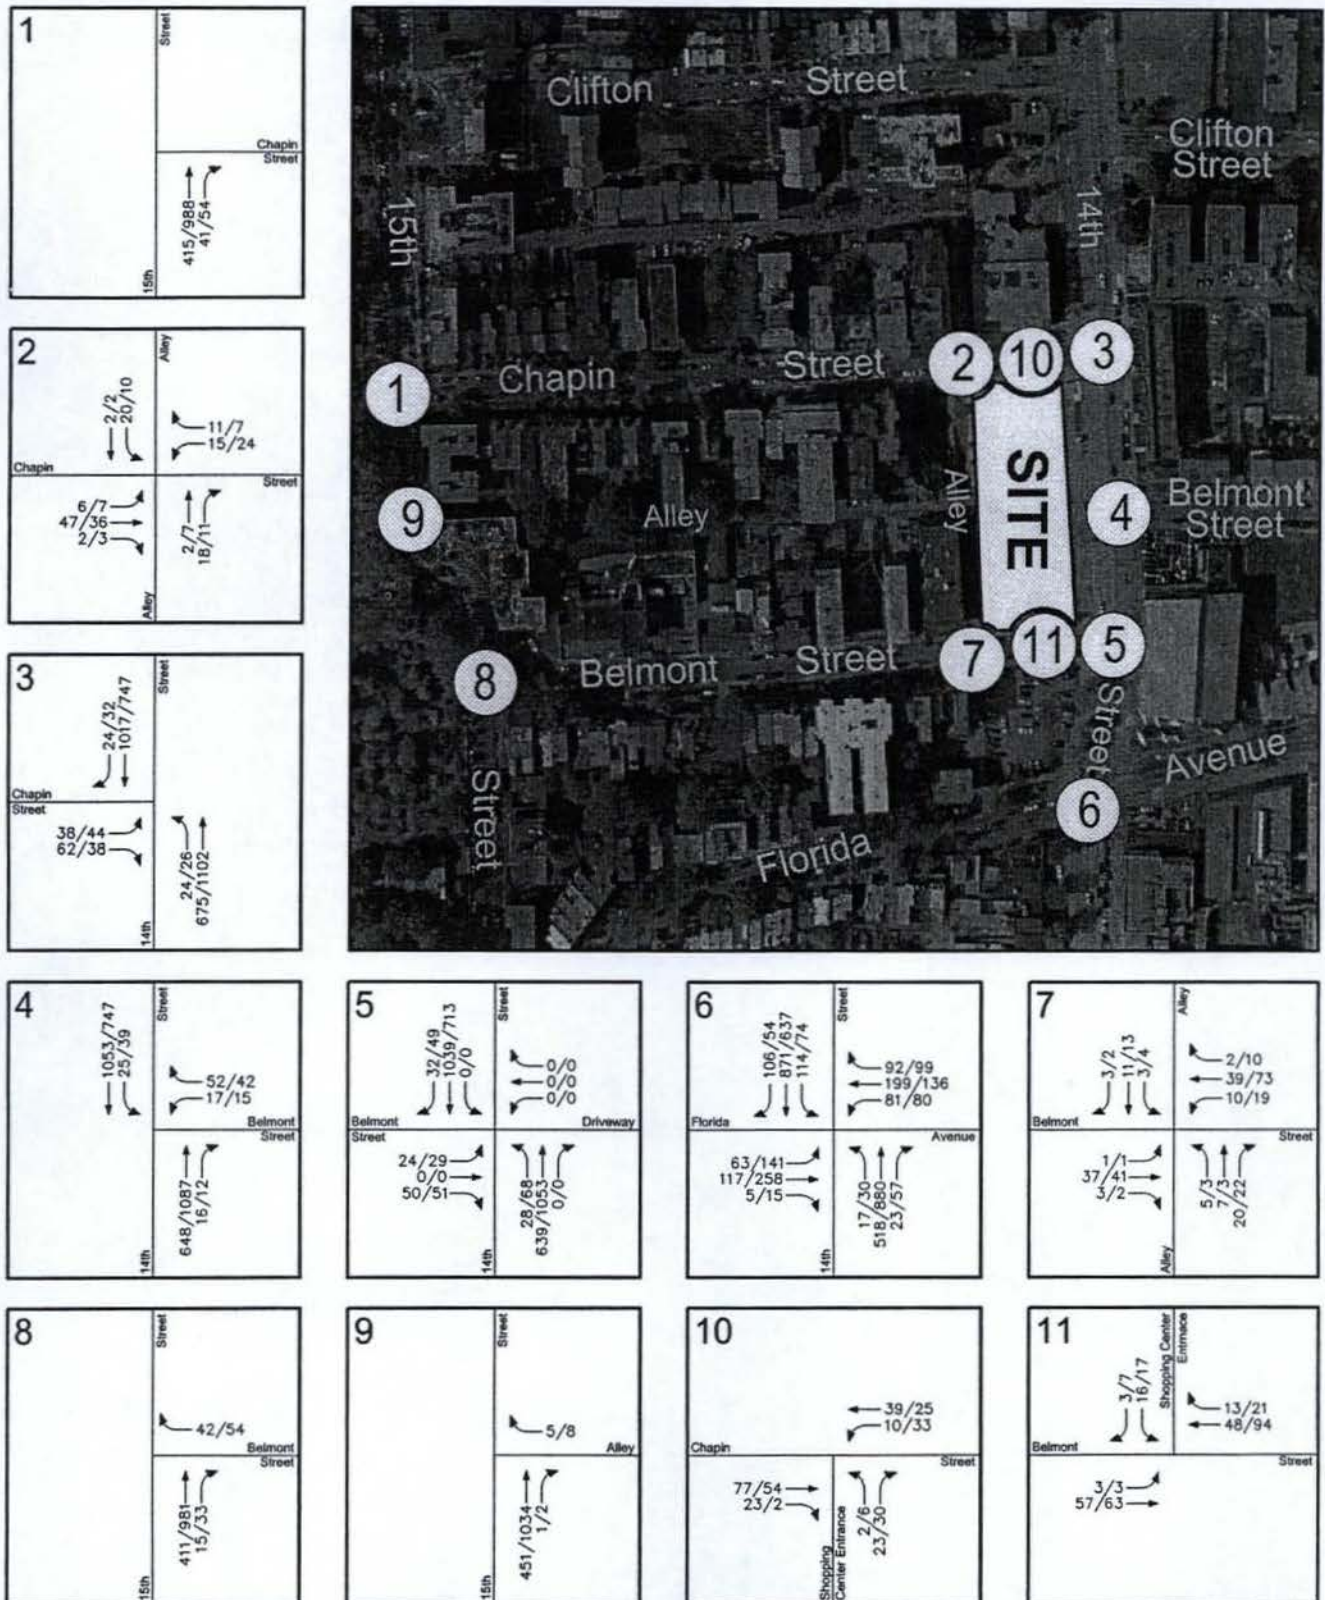 1
Street
Chapin
Street
415/988
41/54
15th
2
Alley
2/2
20/10
11/7
15/24
Chapin
Street
6/7
47/36
2/3
2/7
18/11
Alley
3
Street
24/32
1017/747
Chapin
Street
38/44
62/38
24/26
675/1102
14th
Clifton Street
Clifton
Street
15th
14th
1
Chapin Street
2
10
3
9
Alley
Alley
SITE
4
Belmont
Street
8
Belmont Street
7
11
5
Street
Street
Avenue
6
Florida
4
Street
1053/747
25/39
52/42
17/15
Belmont
Street
648/1087
16/12
14th
5
Street
32/49
1039/713
0/0
0/0
0/0
0/0
Belmont
Driveway
Street
24/29
0/0
50/51
28/68
639/1053
0/0
14th
6
Street
106/54
871/637
114/74
92/99
199/136
81/80
Florida
Avenue
63/141
117/258
5/15
17/30
518/880
23/57
14th
7
Alley
3/2
11/13
3/4
2/10
39/73
10/19
Belmont
Street
1/1
37/41
3/2
5/3
7/3
20/22
Alley
8
Street
42/54
Belmont
Street
411/981
15/33
15th
9
Street
5/8
Alley
451/1034
1/2
15th
10
39/25
10/33
Chapin
Street
77/54
23/2
2/6
23/30
Shopping
Center Entrance
11
Shopping Center
Entrnace
3/7
16/17
13/21
48/94
Belmont
Street
3/3
57/63